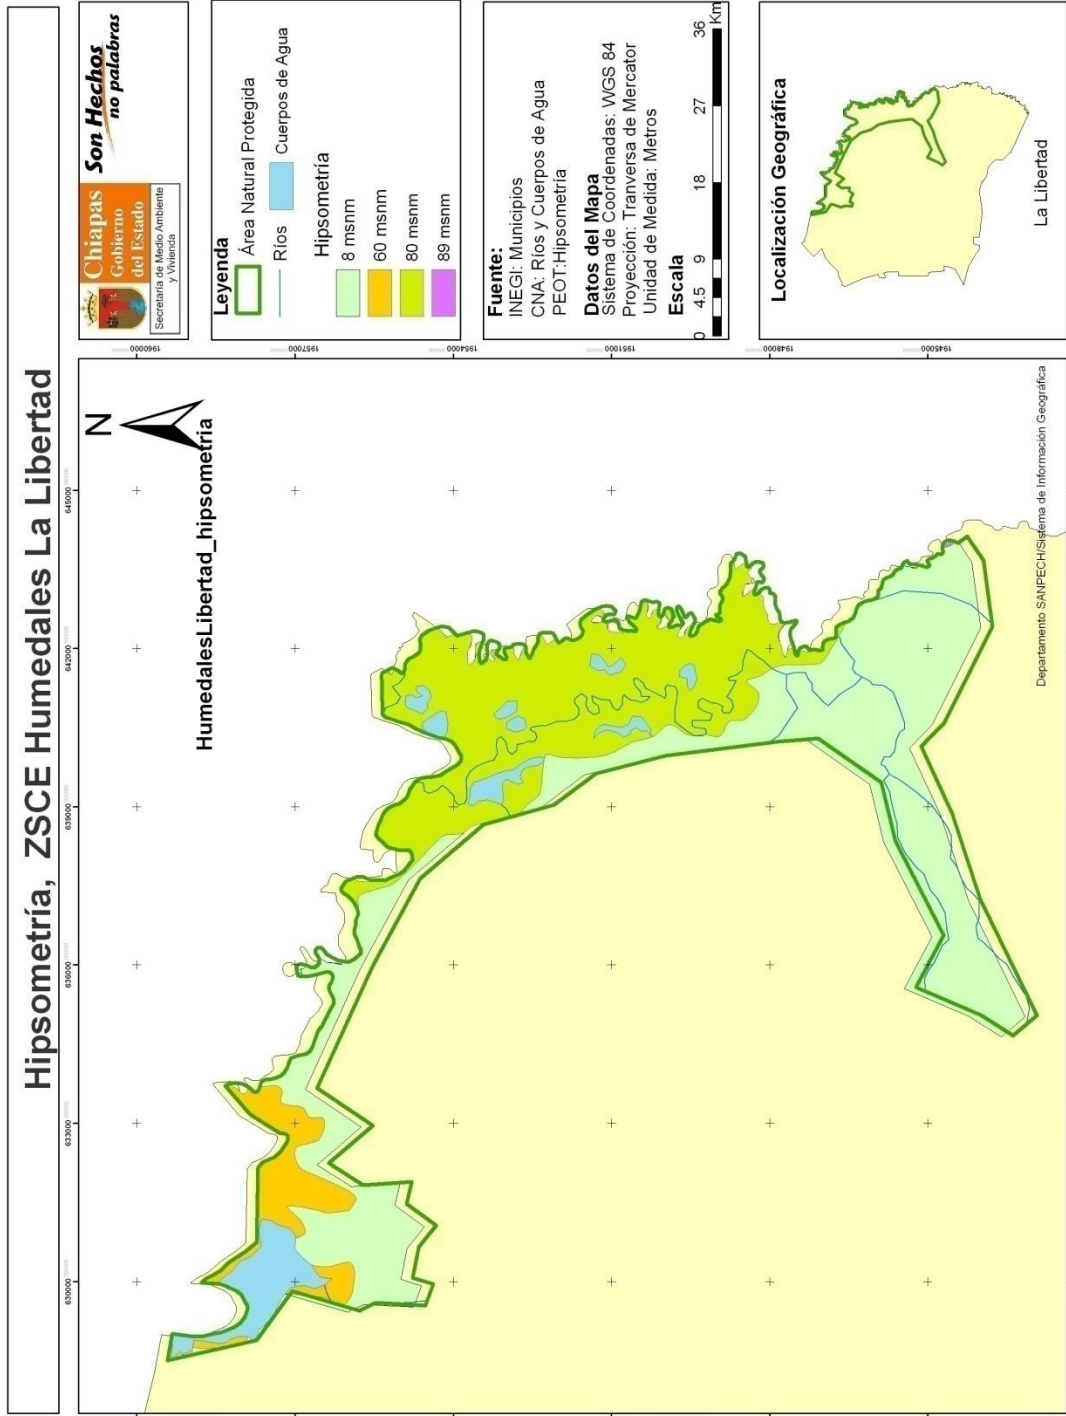 Hipsometría, ZSCE Humedales La Libertad
630000
633000
636000
639000
642000
645000
N
HumedalesLibertad_hipsometria
1960000
1957000
1954000
1951000
1948000
1945000
Departamento SANPECH/Sistema de Información Geográfica
Chiapas
Gobierno
del Estado
Secretaría de Medio Ambiente
y Vivienda
Son Hechos
no palabras
Leyenda
Área Natural Protegida
Ríos
Cuerpos de Agua
Hipsometría
8 msnm
60 msnm
80 msnm
89 msnm
Fuente:
INEGI: Municipios
CNA: Ríos y Cuerpos de Agua
PEOT:Hipsometría
Datos del Mapa
Sistema de Coordenadas: WGS 84
Proyección: Tranversa de Mercator
Unidad de Medida: Metros
Escala
0 4.5 9 18 27 36
Km
Localización Geográfica
La Libertad